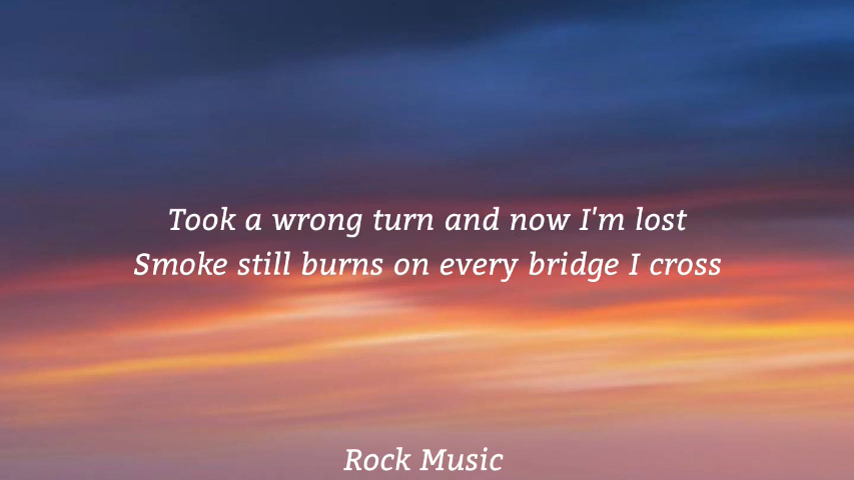 Took a wrong turn and now I'm lost
Smoke still burns on every bridge I cross
Rock Music